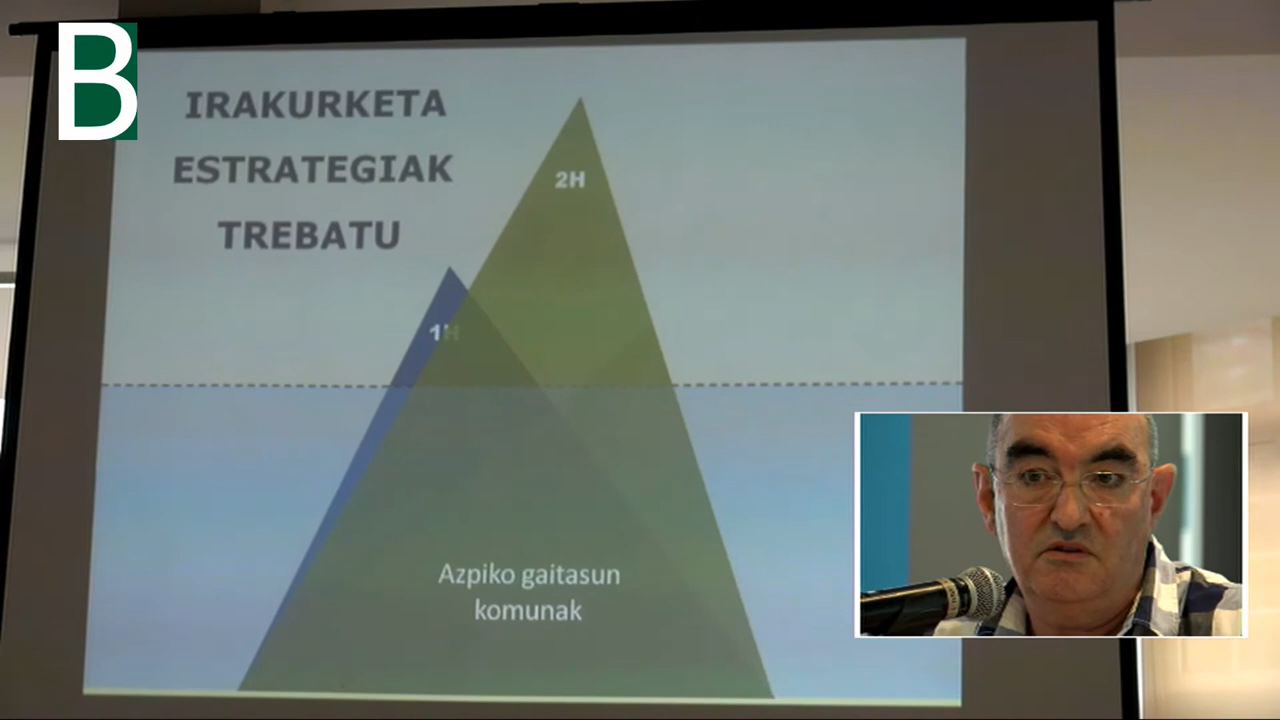 B
IRAKURKETA
ESTRATEGIAK
TREBATU
2H
1H
Azpiko gaitasun
komunak